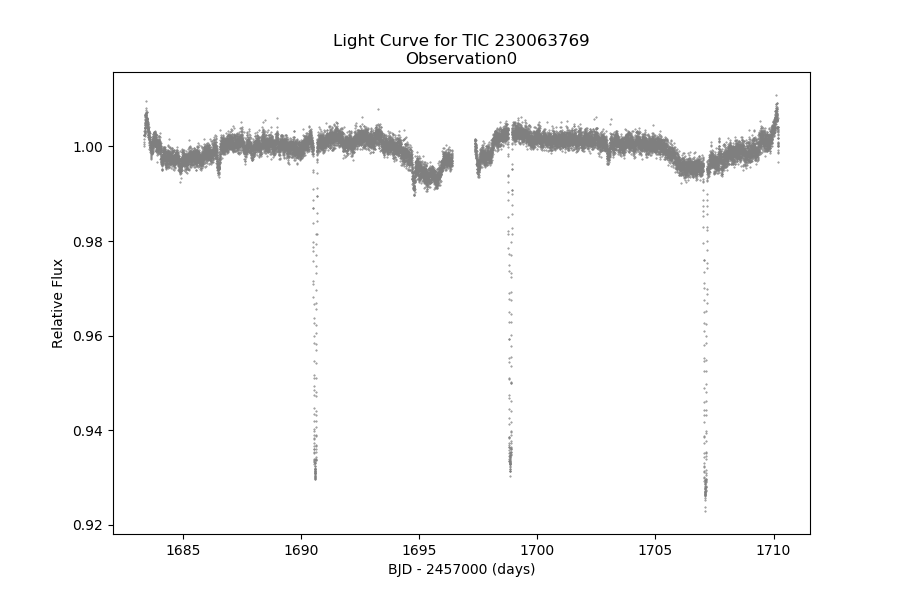 Light Curve for TIC 230063769
Observation0
1.00
0.98
0.96
0.94
0.92
Relative Flux
1685
1690
1695
1700
1705
1710
BJD - 2457000 (days)